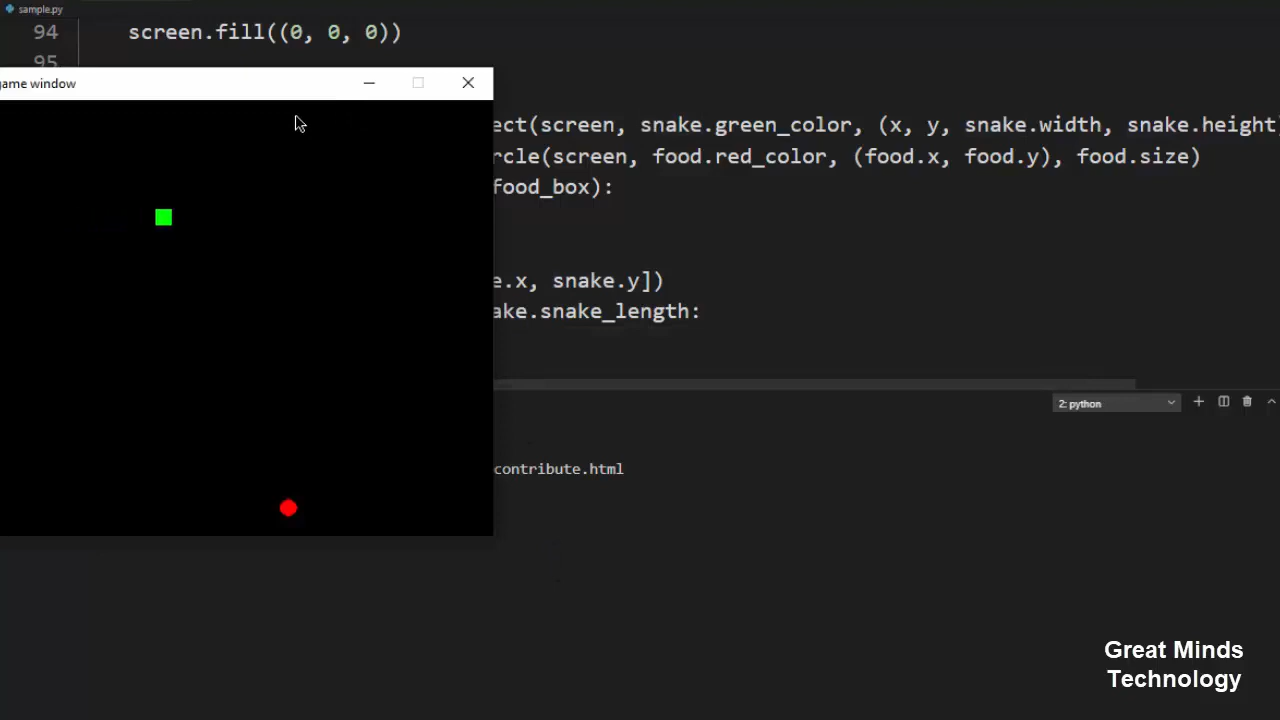 sample.py
94 screen.fill((0, 0, 0))
95
game window
ect(screen, snake.green_color, (x, y, snake.width, snake.height
rcle(screen, food.red_color, (food.x, food.y), food.size)
food_box):
e.x, snake.y])
ake.snake_length:
2: python
contribute.html
Great Minds
Technology